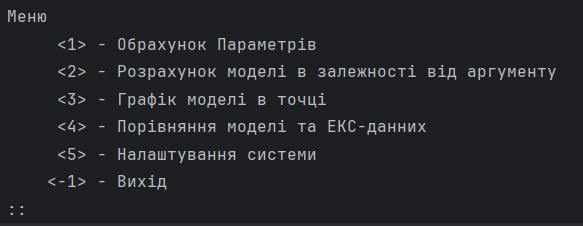 Меню
<1> - Обрахунок Параметрів
<2> - Розрахунок моделі в залежності від аргументу
<3> - Графік моделі в точці
<4> - Порівняння моделі та ЕКС-данних
<5> - Налаштування системи
<-1> - Вихід
::